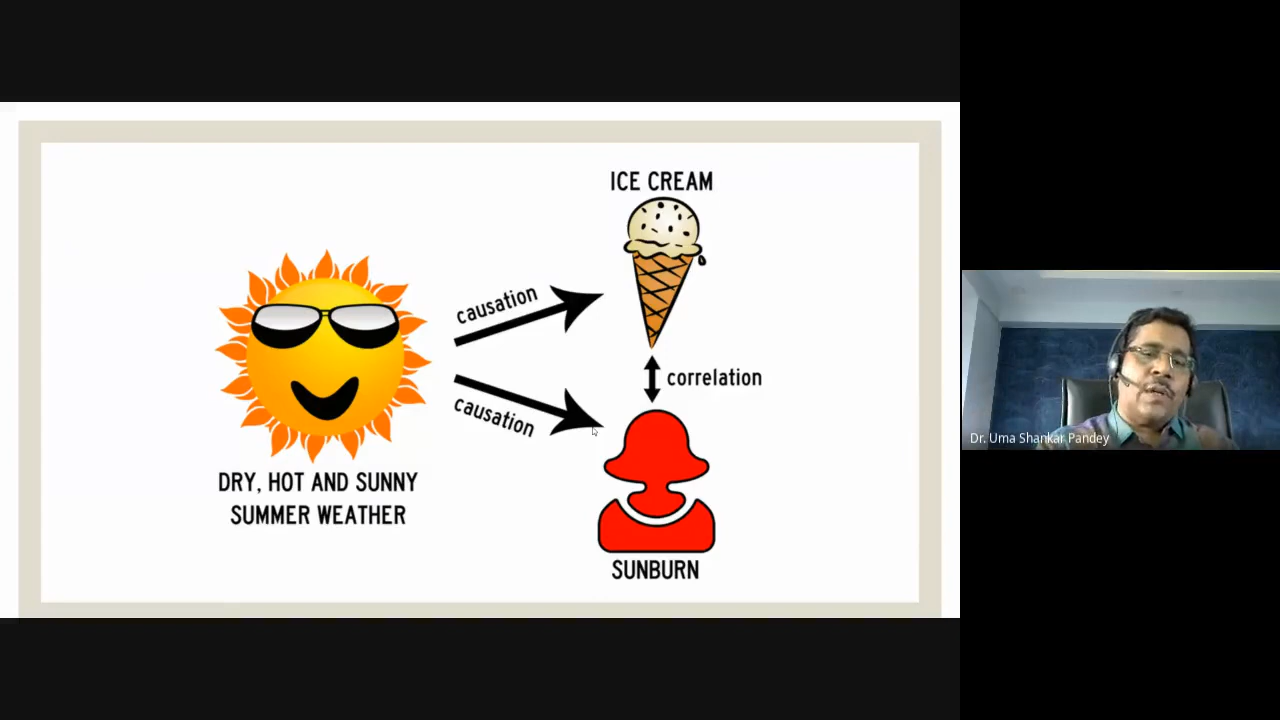 ICE CREAM
causation
correlation
causation
DRY, HOT AND SUNNY
SUMMER WEATHER
SUNBURN
Dr. Uma Shankar Pandey